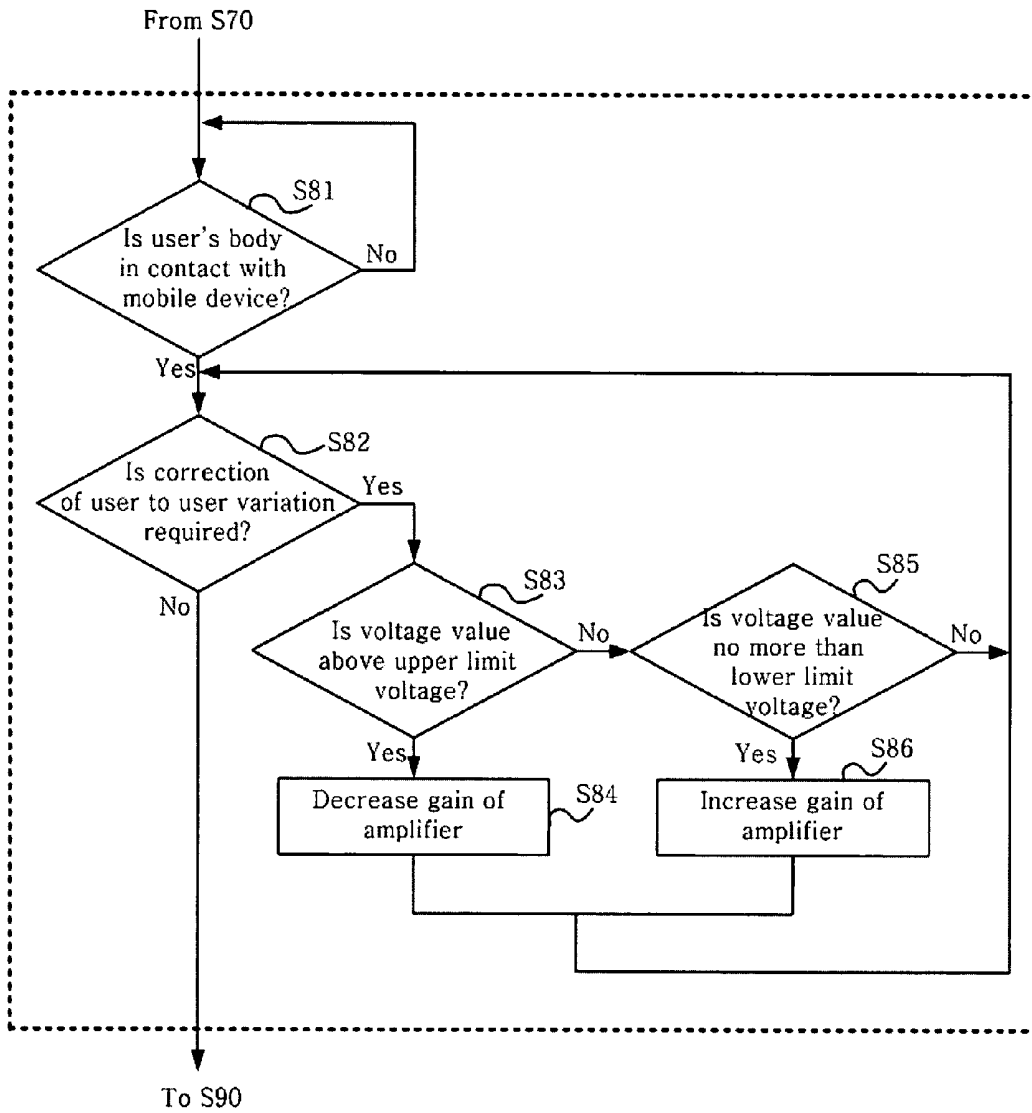 From S70
S81
Is user's body
in contact with
mobile device?
No
Yes
S82
Is correction
of user to user variation
required?
Yes
No
S83
Is voltage value
above upper limit
voltage?
No
S85
Is voltage value
no more than
lower limit
voltage?
No
Yes
S84
Decrease gain of
amplifier
Yes
S86
Increase gain of
amplifier
To S90